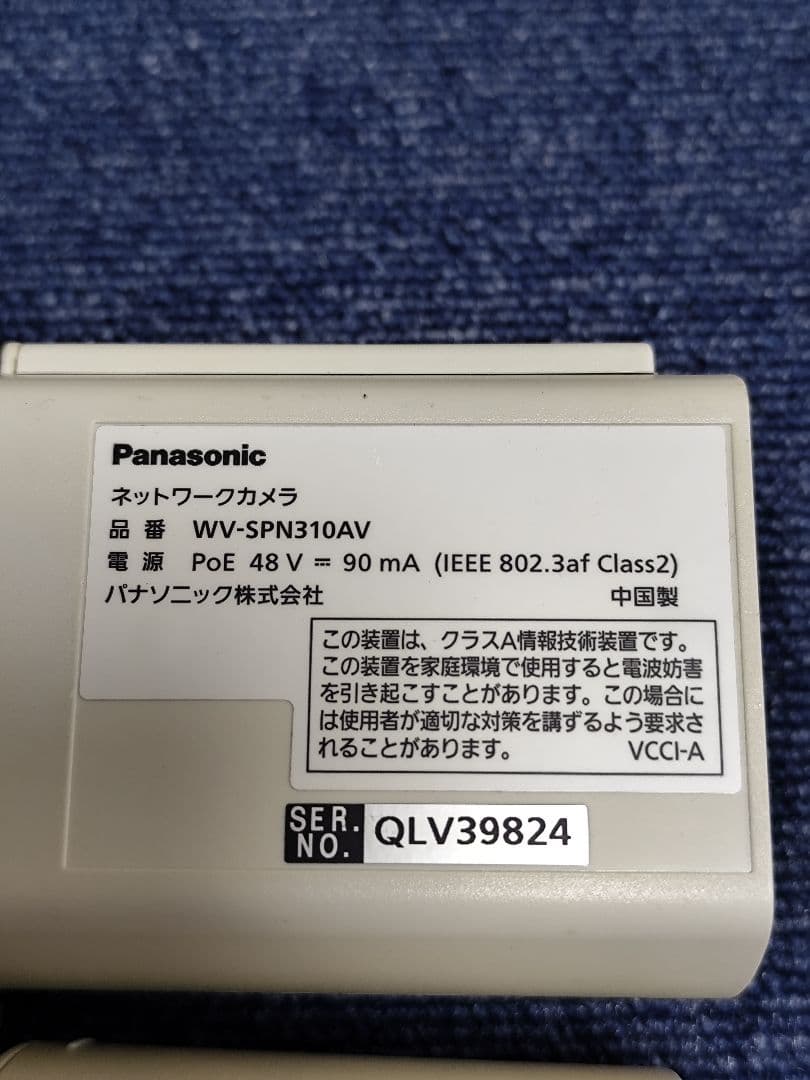 Panasonic
ネットワークカメラ
品 番 WV-SPN310AV
電 源 PoE 48 V ⎓ 90 mA (IEEE 802.3af Class2)
パナソニック株式会社 中国製
この装置は、クラスA情報技術装置です。
この装置を家庭環境で使用すると電波妨害
を引き起こすことがあります。この場合に
は使用者が適切な対策を講ずるよう要求さ
れることがあります。 VCCI-A
SER.
NO. QLV39824